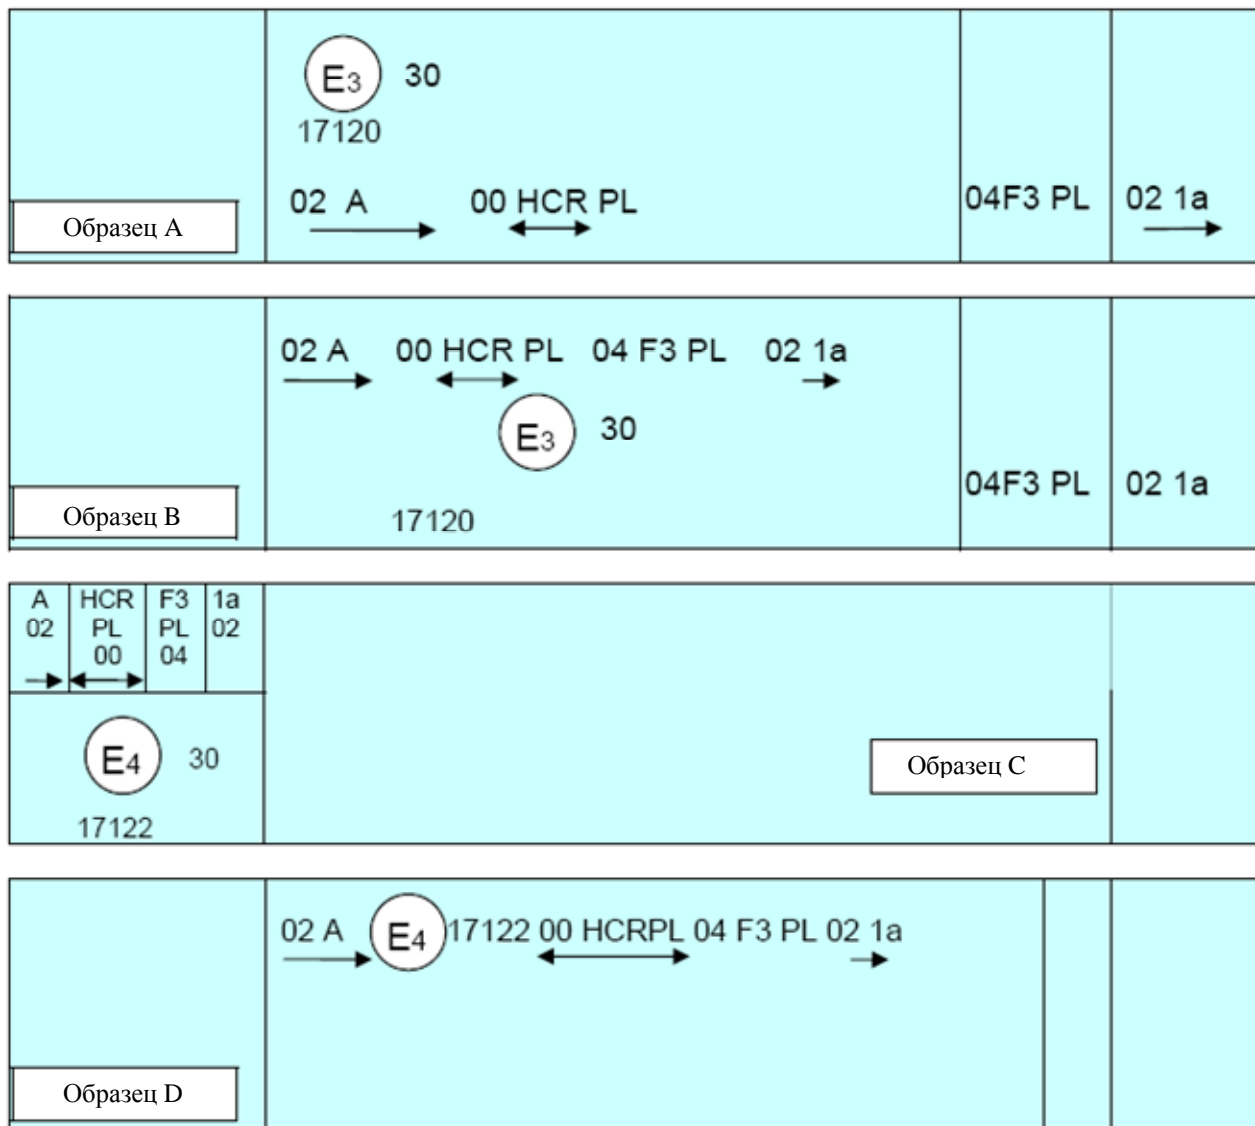 E3 30
17120
02 A 00 HCR PL 04F3 PL 02 1a
Образец A
02 A 00 HCR PL 04 F3 PL 02 1a
E3 30
04F3 PL 02 1a
Образец B 17120
A HCR F3 1a
02 PL PL 02
00 04
E4 30
Образец C
17122
02 A E4 17122 00 HCRPL 04 F3 PL 02 1a
Образец D